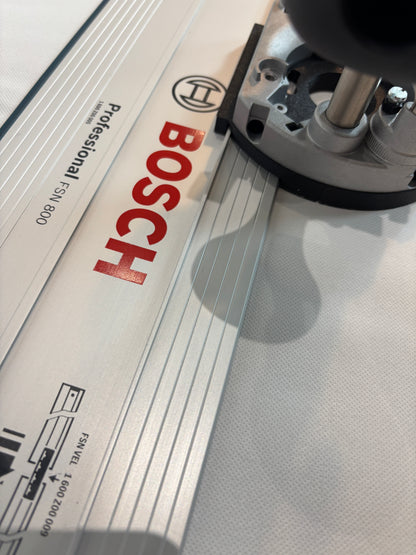 BOSCH
Professional FSN 800
FSN VEL 1 600 200 009